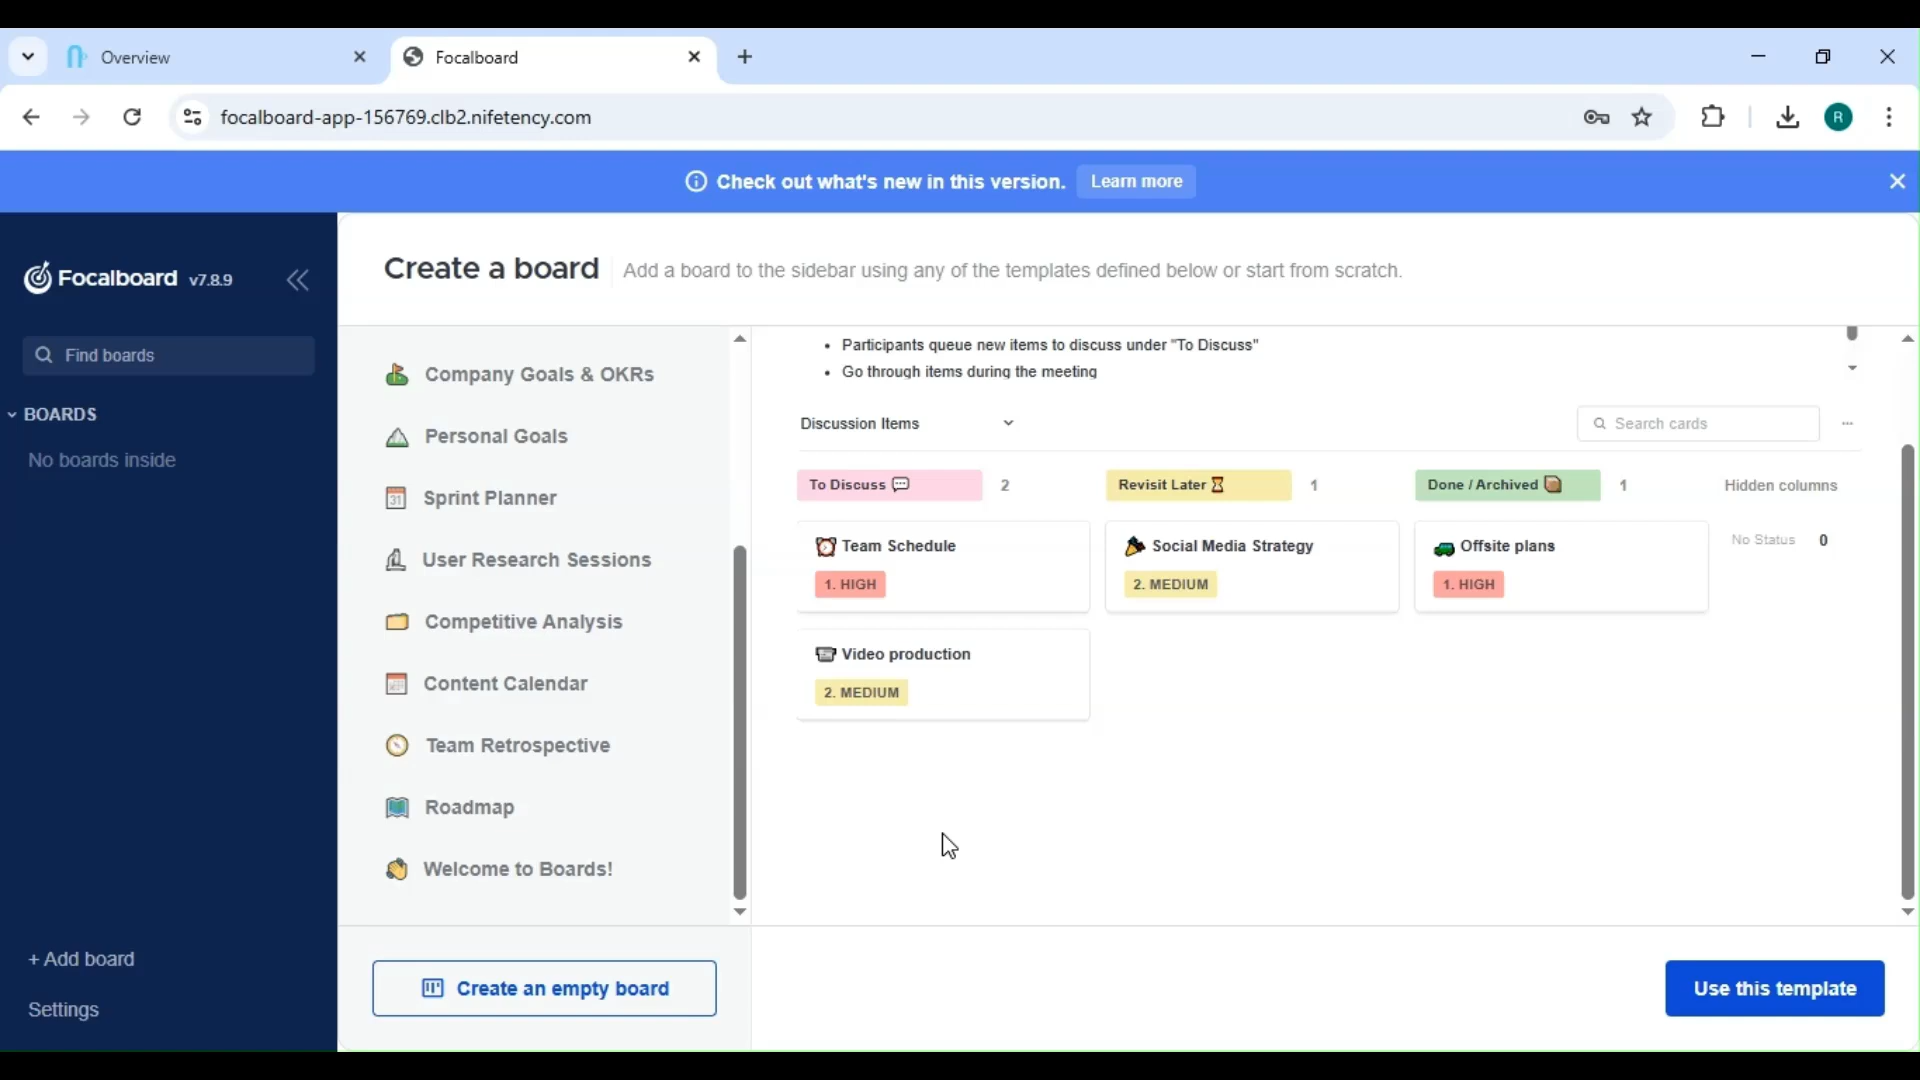 Overview
Focalboard
focalboard-app-156769.clb2.nifetency.com
R
Check out what's new in this version. Learn more
Focalboard v7.8.9
Find boards
BOARDS
No boards inside
+ Add board
Settings
Create a board Add a board to the sidebar using any of the templates defined below or start from scratch.
Company Goals & OKRs
Personal Goals
31 Sprint Planner
User Research Sessions
Competitive Analysis
Content Calendar
Team Retrospective
Roadmap
Welcome to Boards!
Create an empty board
• Participants queue new items to discuss under "To Discuss"
• Go through items during the meeting
Discussion Items
Search cards
To Discuss 💬 2
Revisit Later ⌛ 1
Done / Archived 📦 1
Hidden columns
Team Schedule
1. HIGH
Social Media Strategy
2. MEDIUM
Offsite plans
1. HIGH
No Status 0
Video production
2. MEDIUM
Use this template